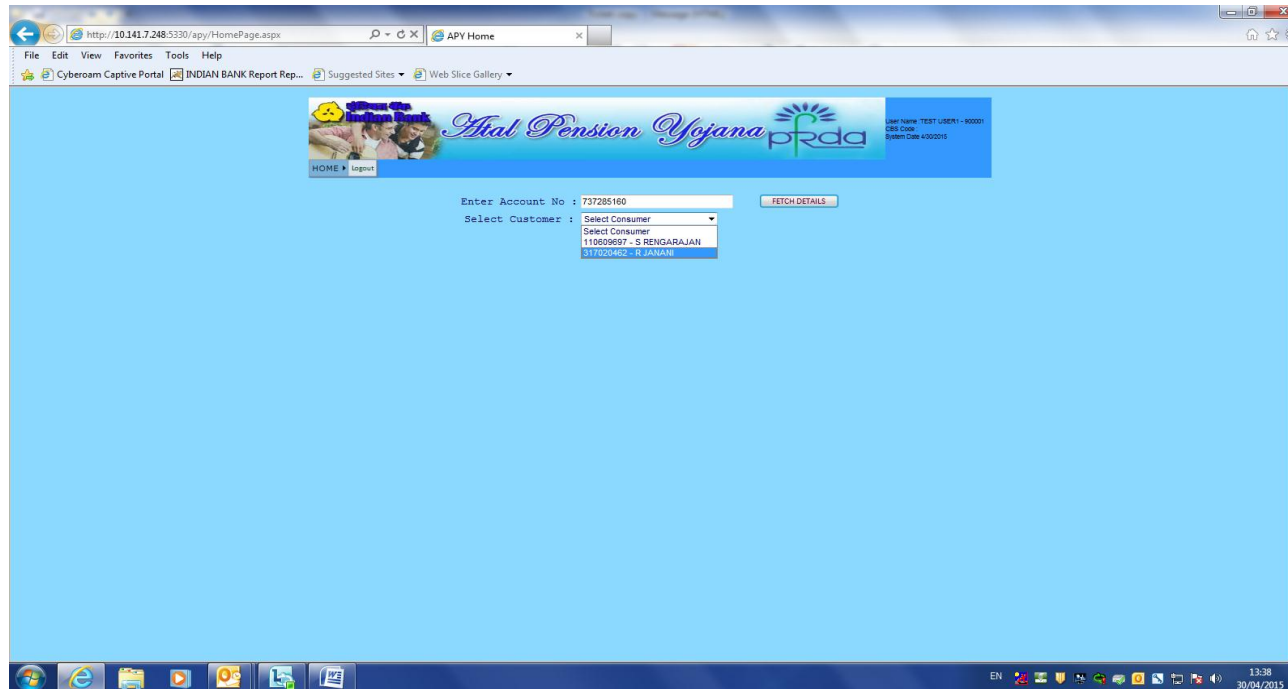 http://10.141.7.248:5330/apy/HomePage.aspx
APY Home
File Edit View Favorites Tools Help
Cyberoam Captive Portal INDIAN BANK Report Rep... Suggested Sites Web Slice Gallery
इंडियन बैंक
Indian Bank
Atal Pension Yojana
pfrda
User Name :TEST USER1 - 900001
CBS Code :
System Date 4/30/2015
HOME Logout
Enter Account No : 737285160 FETCH DETAILS
Select Customer : Select Consumer
Select Consumer
110609697 - S RENGARAJAN
317020462 - R JANANI
EN 13:38
30/04/2015